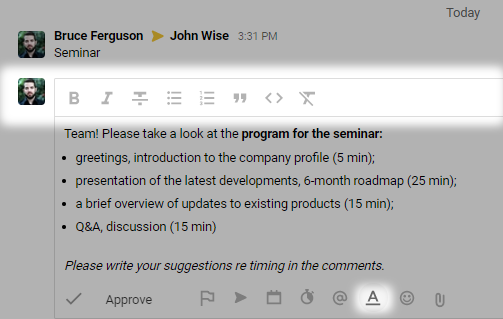 Today
Bruce Ferguson John Wise 3:31 PM
Seminar
Team! Please take a look at the program for the seminar:
• greetings, introduction to the company profile (5 min);
• presentation of the latest developments, 6-month roadmap (25 min);
• a brief overview of updates to existing products (15 min);
• Q&A, discussion (15 min)
Please write your suggestions re timing in the comments.
Approve